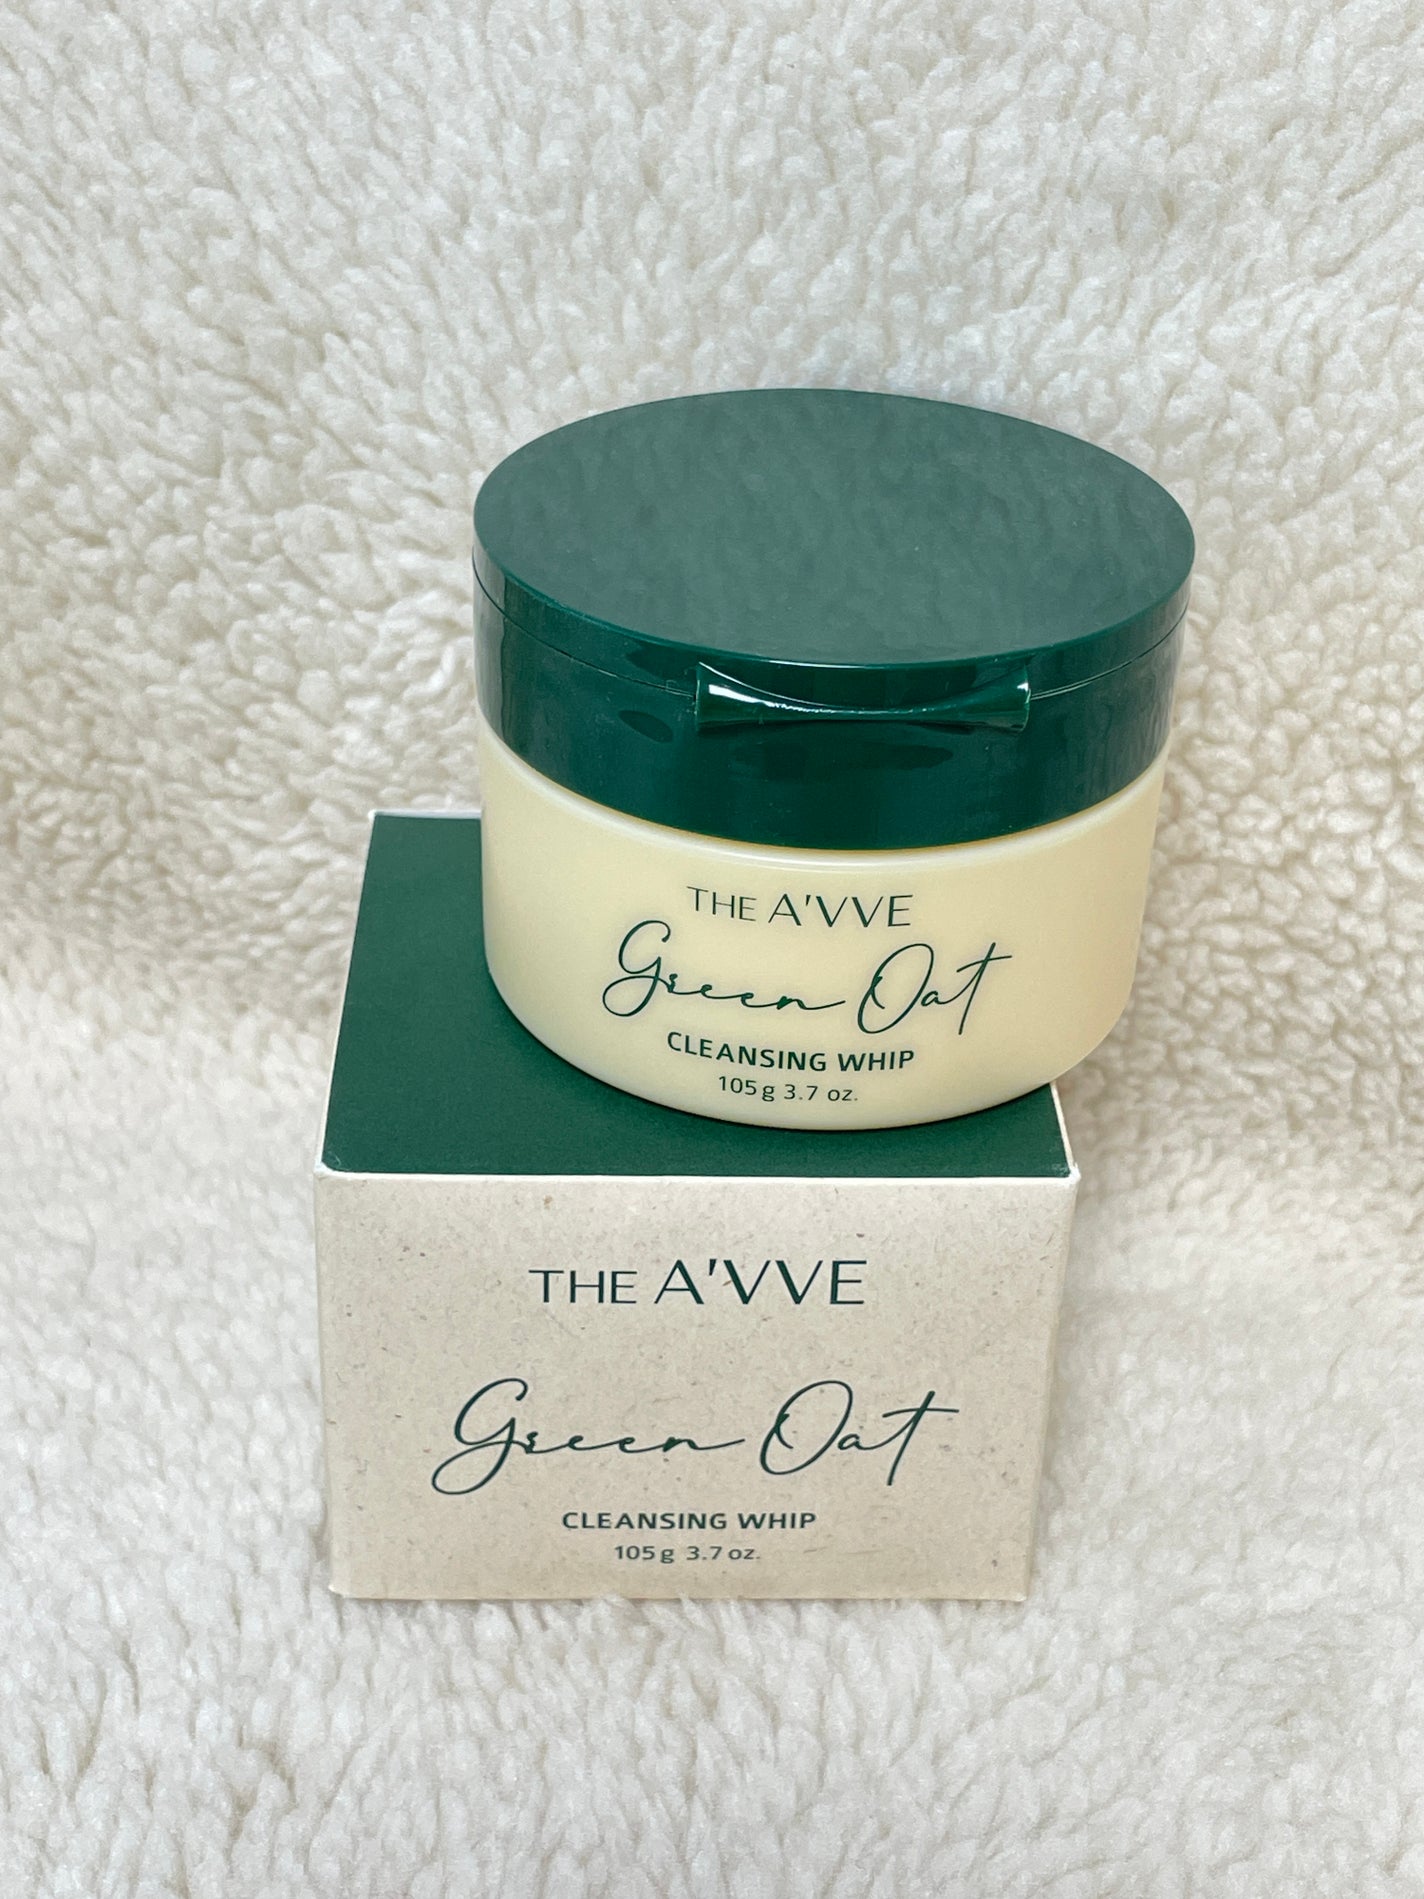 THE A'VVE
Green Oat
CLEANSING WHIP
105g 3.7 oz.
THE A'VVE
Green Oat
CLEANSING WHIP
105g 3.7 oz.